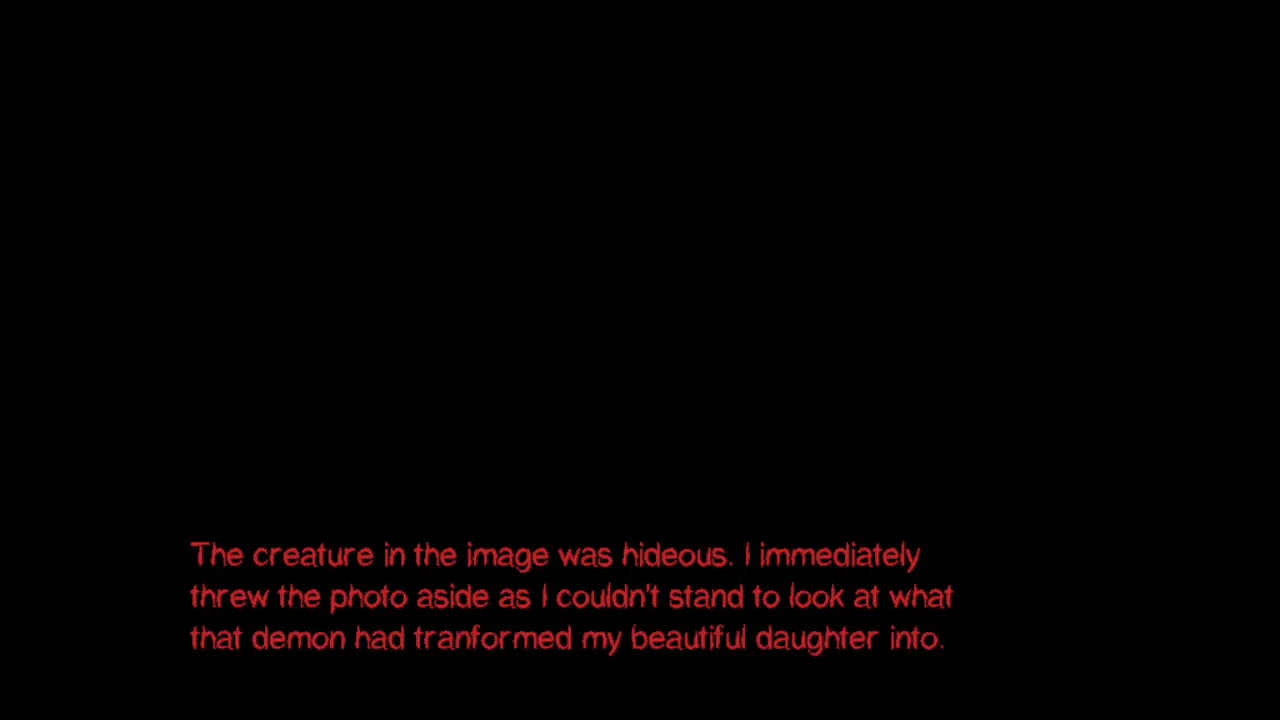 The creature in the image was hideous. I immediately
threw the photo aside as I couldn't stand to look at what
that demon had tranformed my beautiful daughter into.